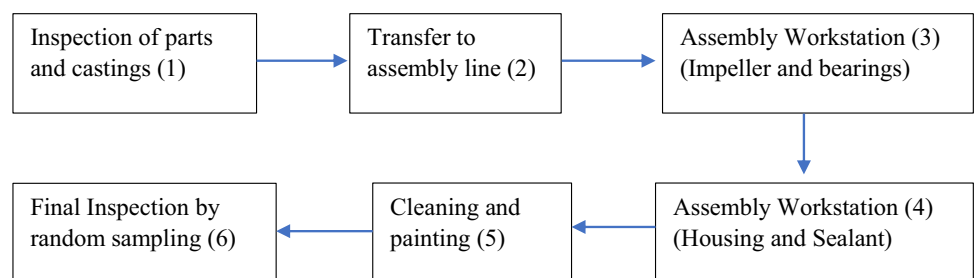 Inspection of parts
and castings (1)
Transfer to
assembly line (2)
Assembly Workstation (3)
(Impeller and bearings)
Assembly Workstation (4)
(Housing and Sealant)
Cleaning and
painting (5)
Final Inspection by
random sampling (6)